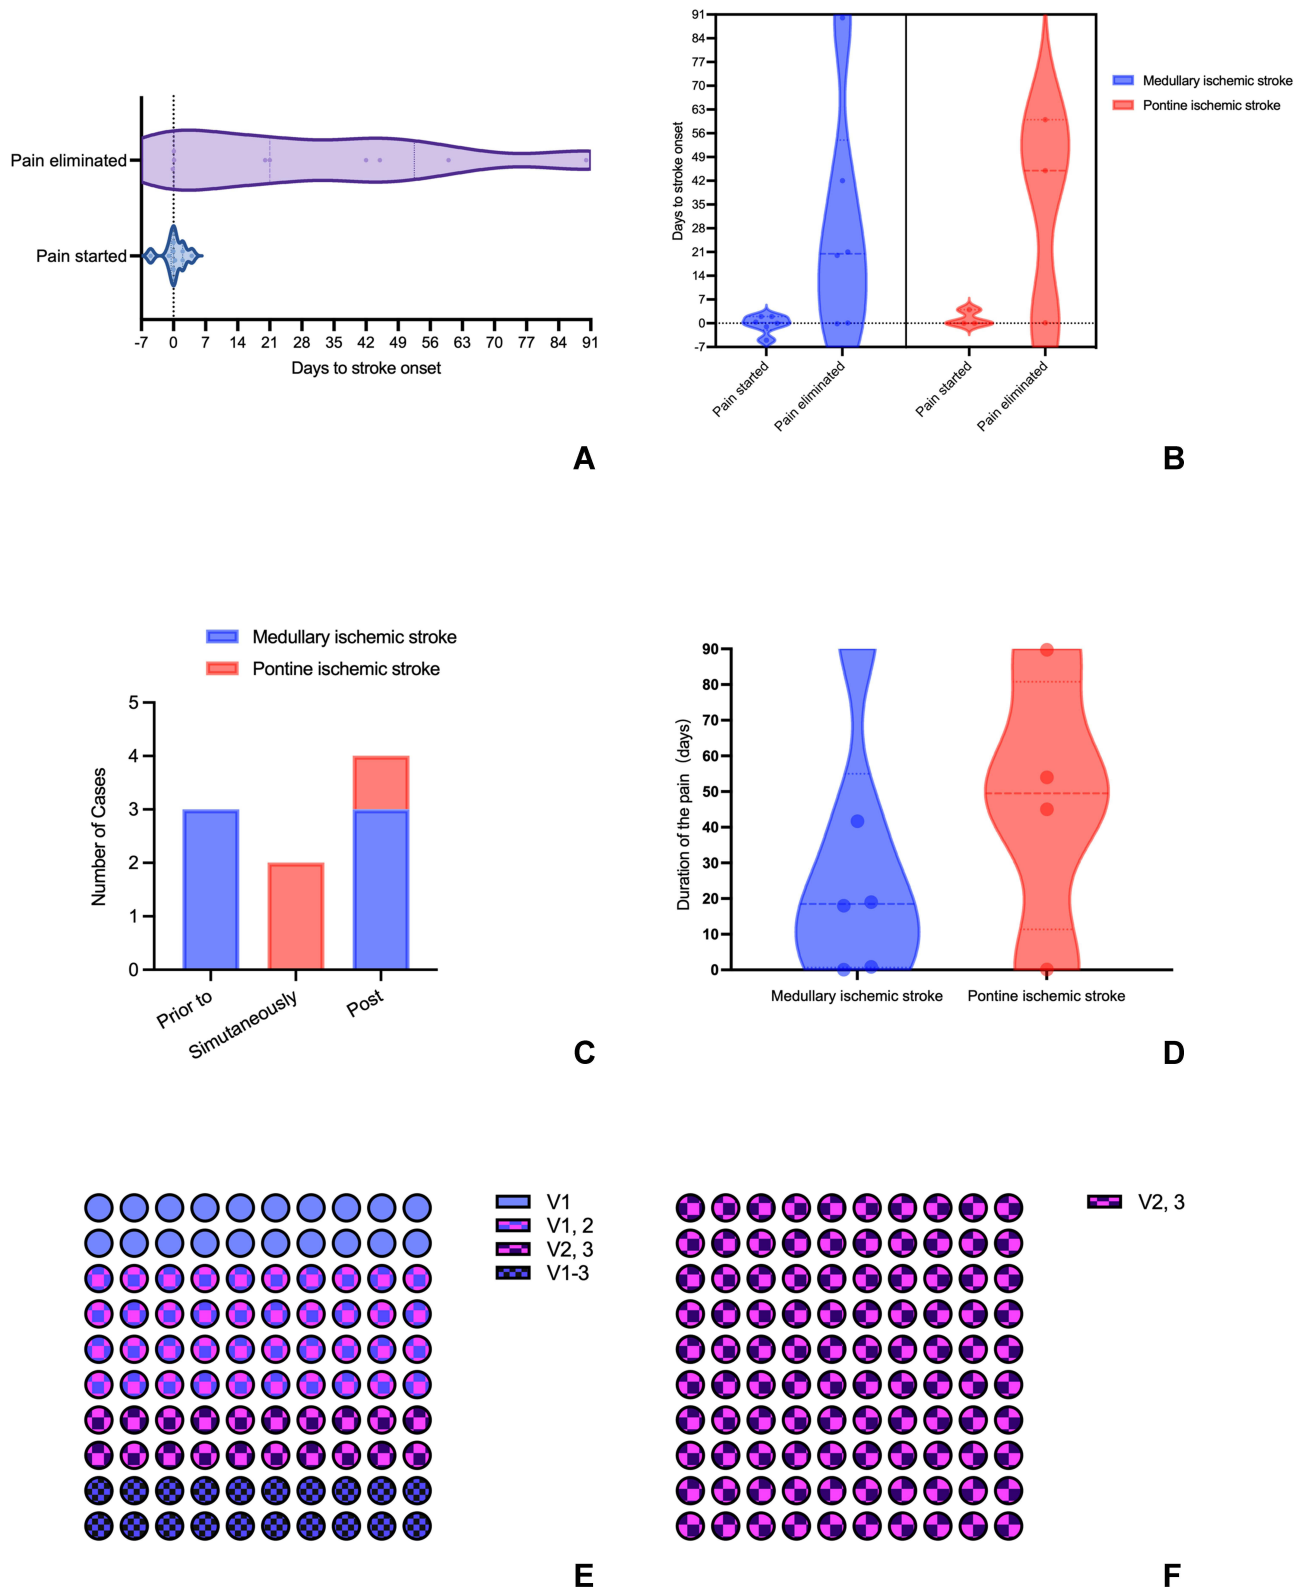 Pain eliminated
Pain started
-7 0 7 14 21 28 35 42 49 56 63 70 77 84 91
Days to stroke onset
A
91
84
77
70
63
56
49
42
35
28
21
14
7
0
-7
Days to stroke onset
Pain started
Pain eliminated
Pain started
Pain eliminated
Medullary ischemic stroke
Pontine ischemic stroke
B
Medullary ischemic stroke
Pontine ischemic stroke
5
4
3
2
1
0
Number of Cases
Prior to
Simutaneously
Post
C
90
80
70
60
50
40
30
20
10
0
Duration of the pain (days)
Medullary ischemic stroke
Pontine ischemic stroke
D
V1
V1, 2
V2, 3
V1-3
E
V2, 3
F